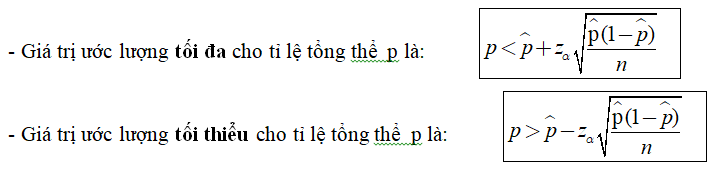 - Giá trị ước lượng tối đa cho tỉ lệ tổng thể p là: p < p̂ + z_α √(p̂(1−p̂)/n)
- Giá trị ước lượng tối thiểu cho tỉ lệ tổng thể p là: p > p̂ − z_α √(p̂(1−p̂)/n)